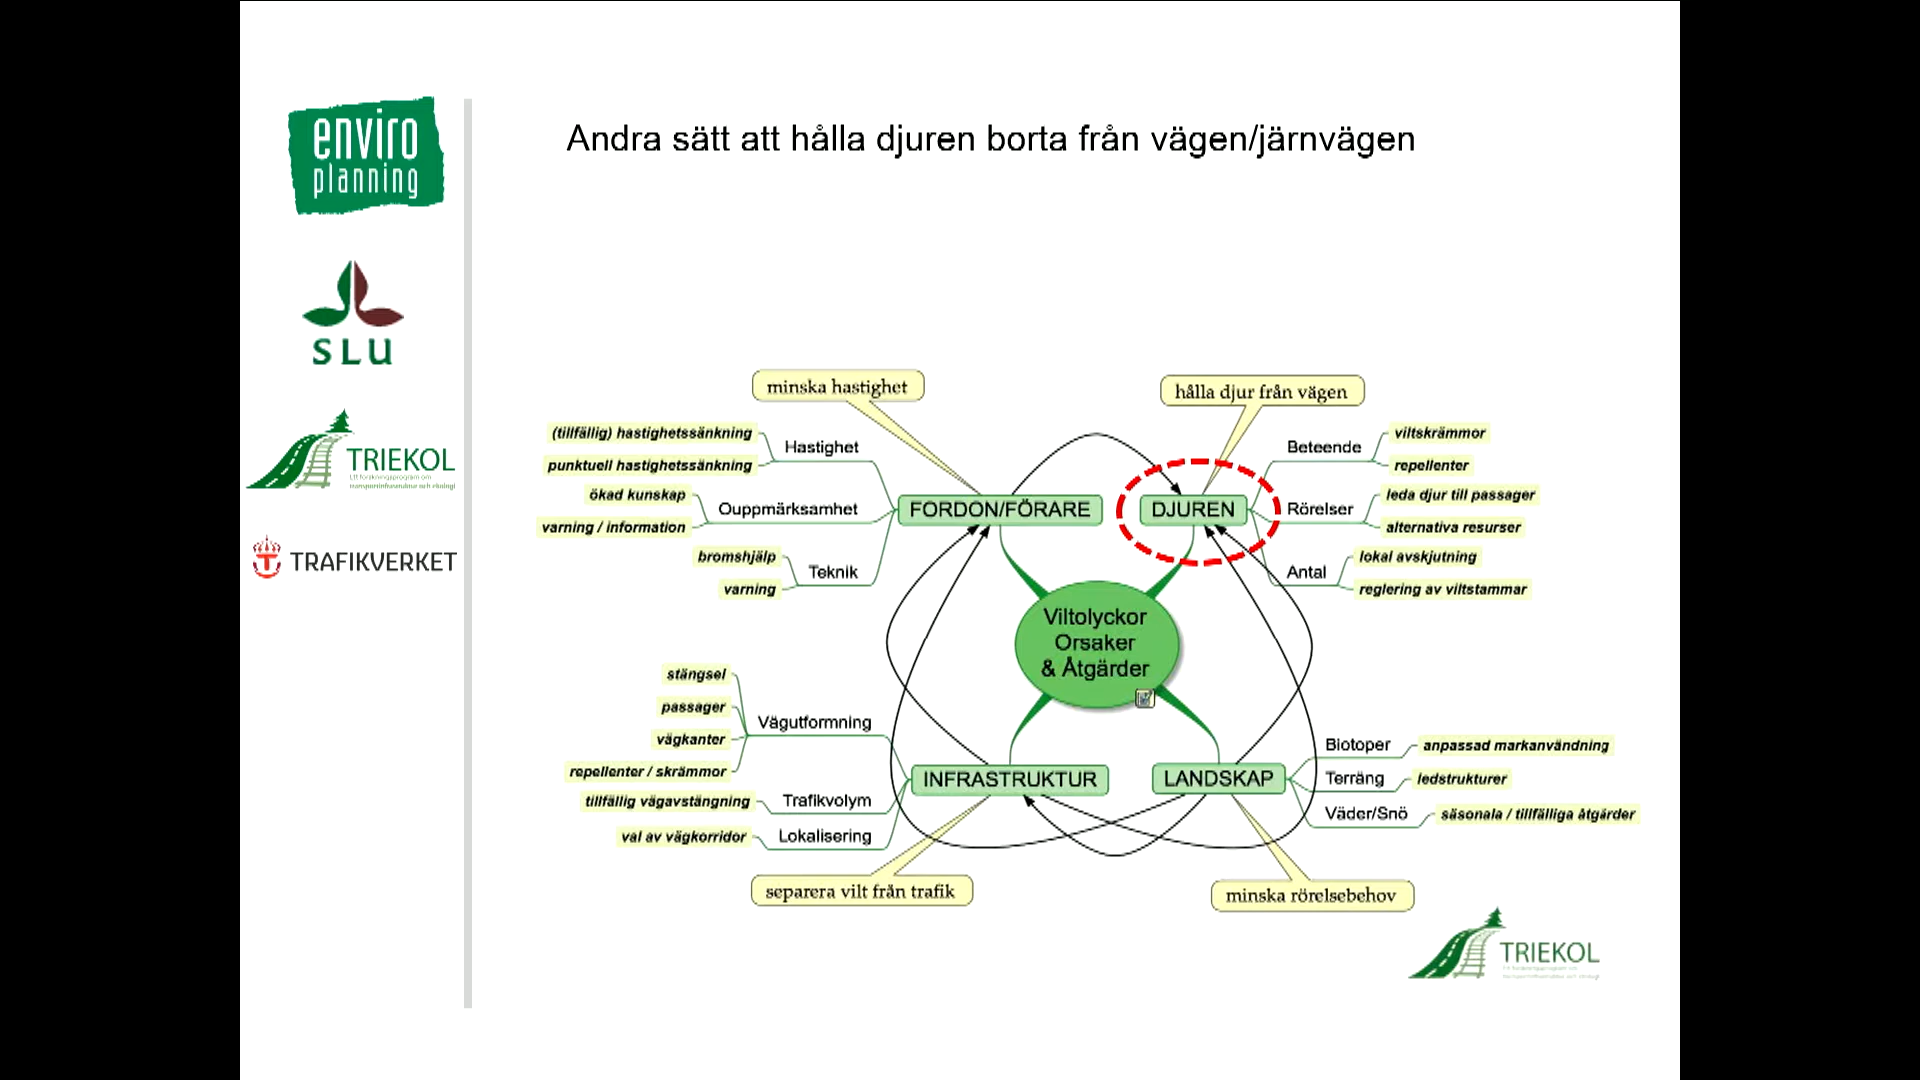 enviro
planning
SLU
TRIEKOL
TRAFIKVERKET
Andra sätt att hålla djuren borta från vägen/järnvägen
minska hastighet
hålla djur från vägen
(tillfällig) hastighetssänkning
punktuell hastighetssänkning
Hastighet
ökad kunskap
varning / information
Ouppmärksamhet
bromshjälp
varning
Teknik
FORDON/FÖRARE
DJUREN
Beteende
viltskrämmor
repellenter
Rörelser
leda djur till passager
alternativa resurser
Antal
lokal avskjutning
reglering av viltstammar
Viltolyckor
Orsaker
& Åtgärder
stängsel
passager
vägkanter
repellenter / skrämmor
Vägutformning
tillfällig vägavstängning
Trafikvolym
val av vägkorridor
Lokalisering
INFRASTRUKTUR
LANDSKAP
Biotoper
anpassad markanvändning
Terräng
ledstrukturer
Väder/Snö
säsonala / tillfälliga åtgärder
separera vilt från trafik
minska rörelsebehov
TRIEKOL